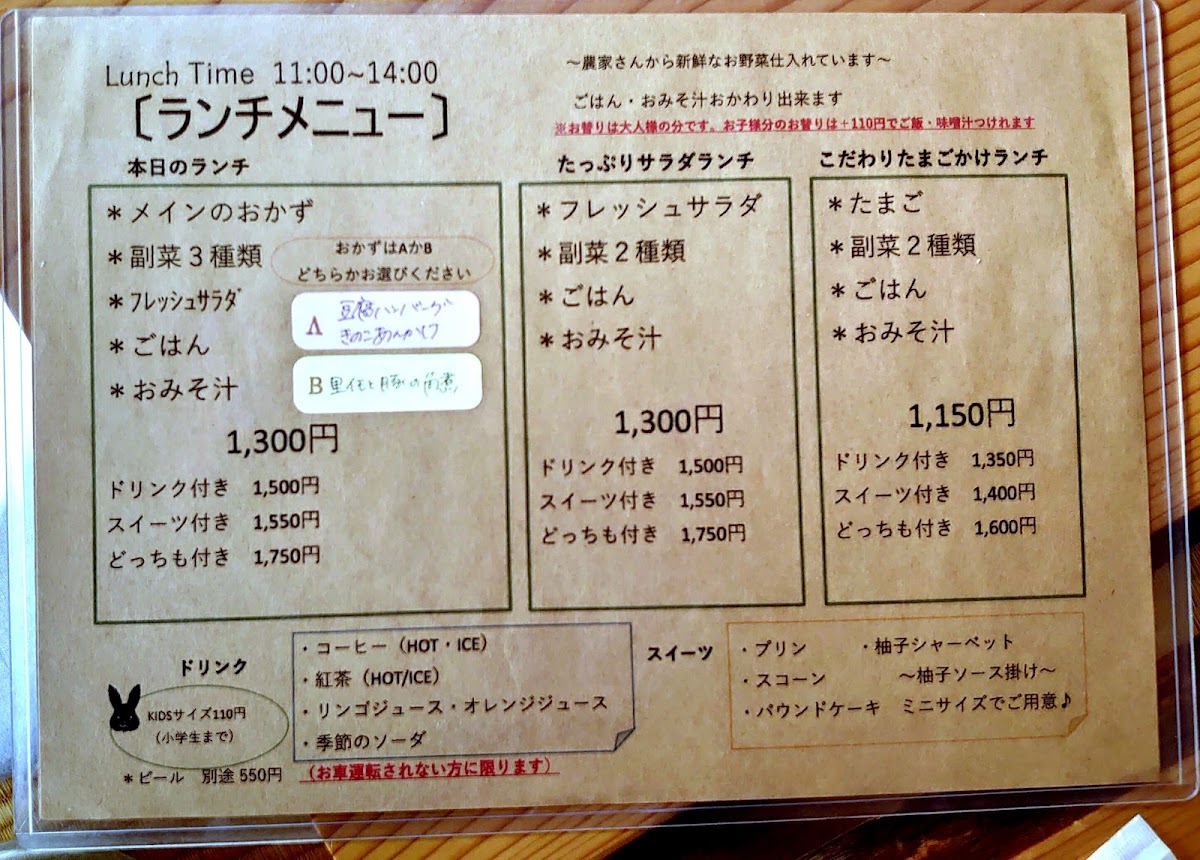 Lunch Time 11:00~14:00
〔ランチメニュー〕
～農家さんから新鮮なお野菜仕入れています～
ごはん・おみそ汁おかわり出来ます
※お替りは大人様の分です。お子様分のお替りは＋110円でご飯・味噌汁つけれます
本日のランチ
＊メインのおかず
＊副菜３種類
おかずはAかB
どちらかお選びください
＊ﾌﾚｯｼｭｻﾗﾀﾞ
A 豆腐ハンバーグ
きのこあんかけ
＊ごはん
＊おみそ汁
B 里イモと豚の角煮
1,300円
ドリンク付き 1,500円
スイーツ付き 1,550円
どっちも付き 1,750円
たっぷりサラダランチ
＊フレッシュサラダ
＊副菜２種類
＊ごはん
＊おみそ汁
1,300円
ドリンク付き 1,500円
スイーツ付き 1,550円
どっちも付き 1,750円
こだわりたまごかけランチ
＊たまご
＊副菜２種類
＊ごはん
＊おみそ汁
1,150円
ドリンク付き 1,350円
スイーツ付き 1,400円
どっちも付き 1,600円
ドリンク
KIDSサイズ110円
（小学生まで）
＊ビール 別途 550円
・コーヒー（HOT・ICE）
・紅茶（HOT/ICE）
・リンゴジュース・オレンジジュース
・季節のソーダ
（お車運転されない方に限ります）
スイーツ
・プリン ・柚子シャーベット
・スコーン ～柚子ソース掛け～
・パウンドケーキ ミニサイズでご用意♪